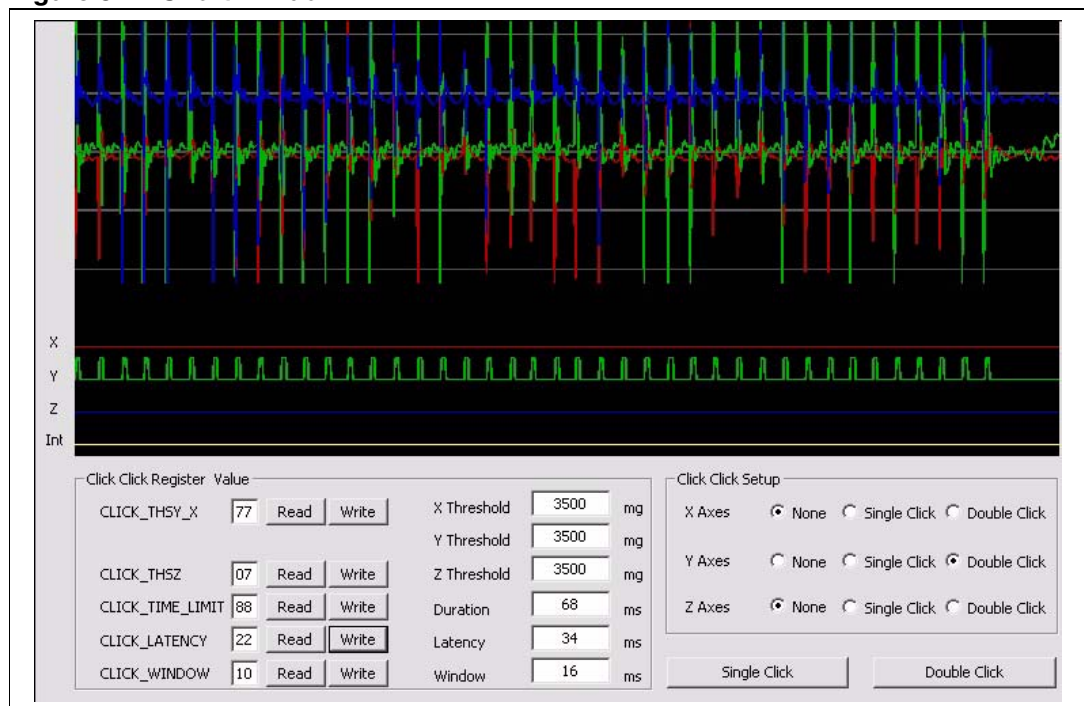 X
Y
Z
Int
Click Click Register Value
CLICK_THSY_X 77 Read Write
CLICK_THSZ 07 Read Write
CLICK_TIME_LIMIT 88 Read Write
CLICK_LATENCY 22 Read Write
CLICK_WINDOW 10 Read Write
X Threshold 3500 mg
Y Threshold 3500 mg
Z Threshold 3500 mg
Duration 68 ms
Latency 34 ms
Window 16 ms
Click Click Setup
X Axes None Single Click Double Click
Y Axes None Single Click Double Click
Z Axes None Single Click Double Click
Single Click Double Click